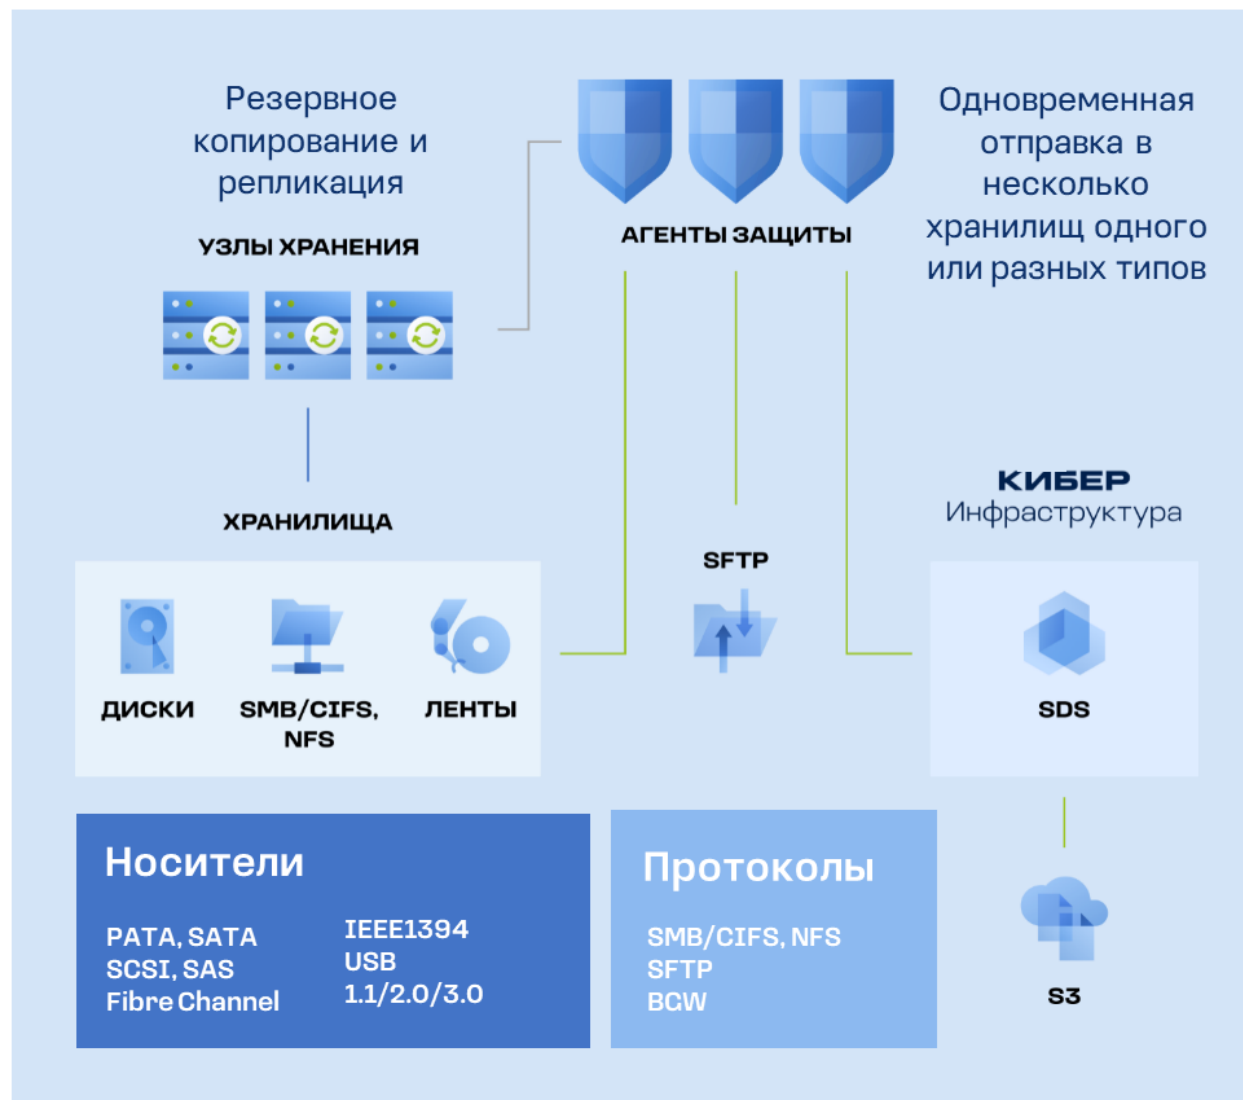 Резервное
копирование и
репликация
УЗЛЫ ХРАНЕНИЯ
АГЕНТЫ ЗАЩИТЫ
Одновременная
отправка в
несколько
хранилищ одного
или разных типов
ХРАНИЛИЩА
ДИСКИ
SMB/CIFS,
NFS
ЛЕНТЫ
SFTP
КИБЕР
Инфраструктура
SDS
S3
Носители
PATA, SATA
SCSI, SAS
Fibre Channel
IEEE1394
USB
1.1/2.0/3.0
Протоколы
SMB/CIFS, NFS
SFTP
BGW